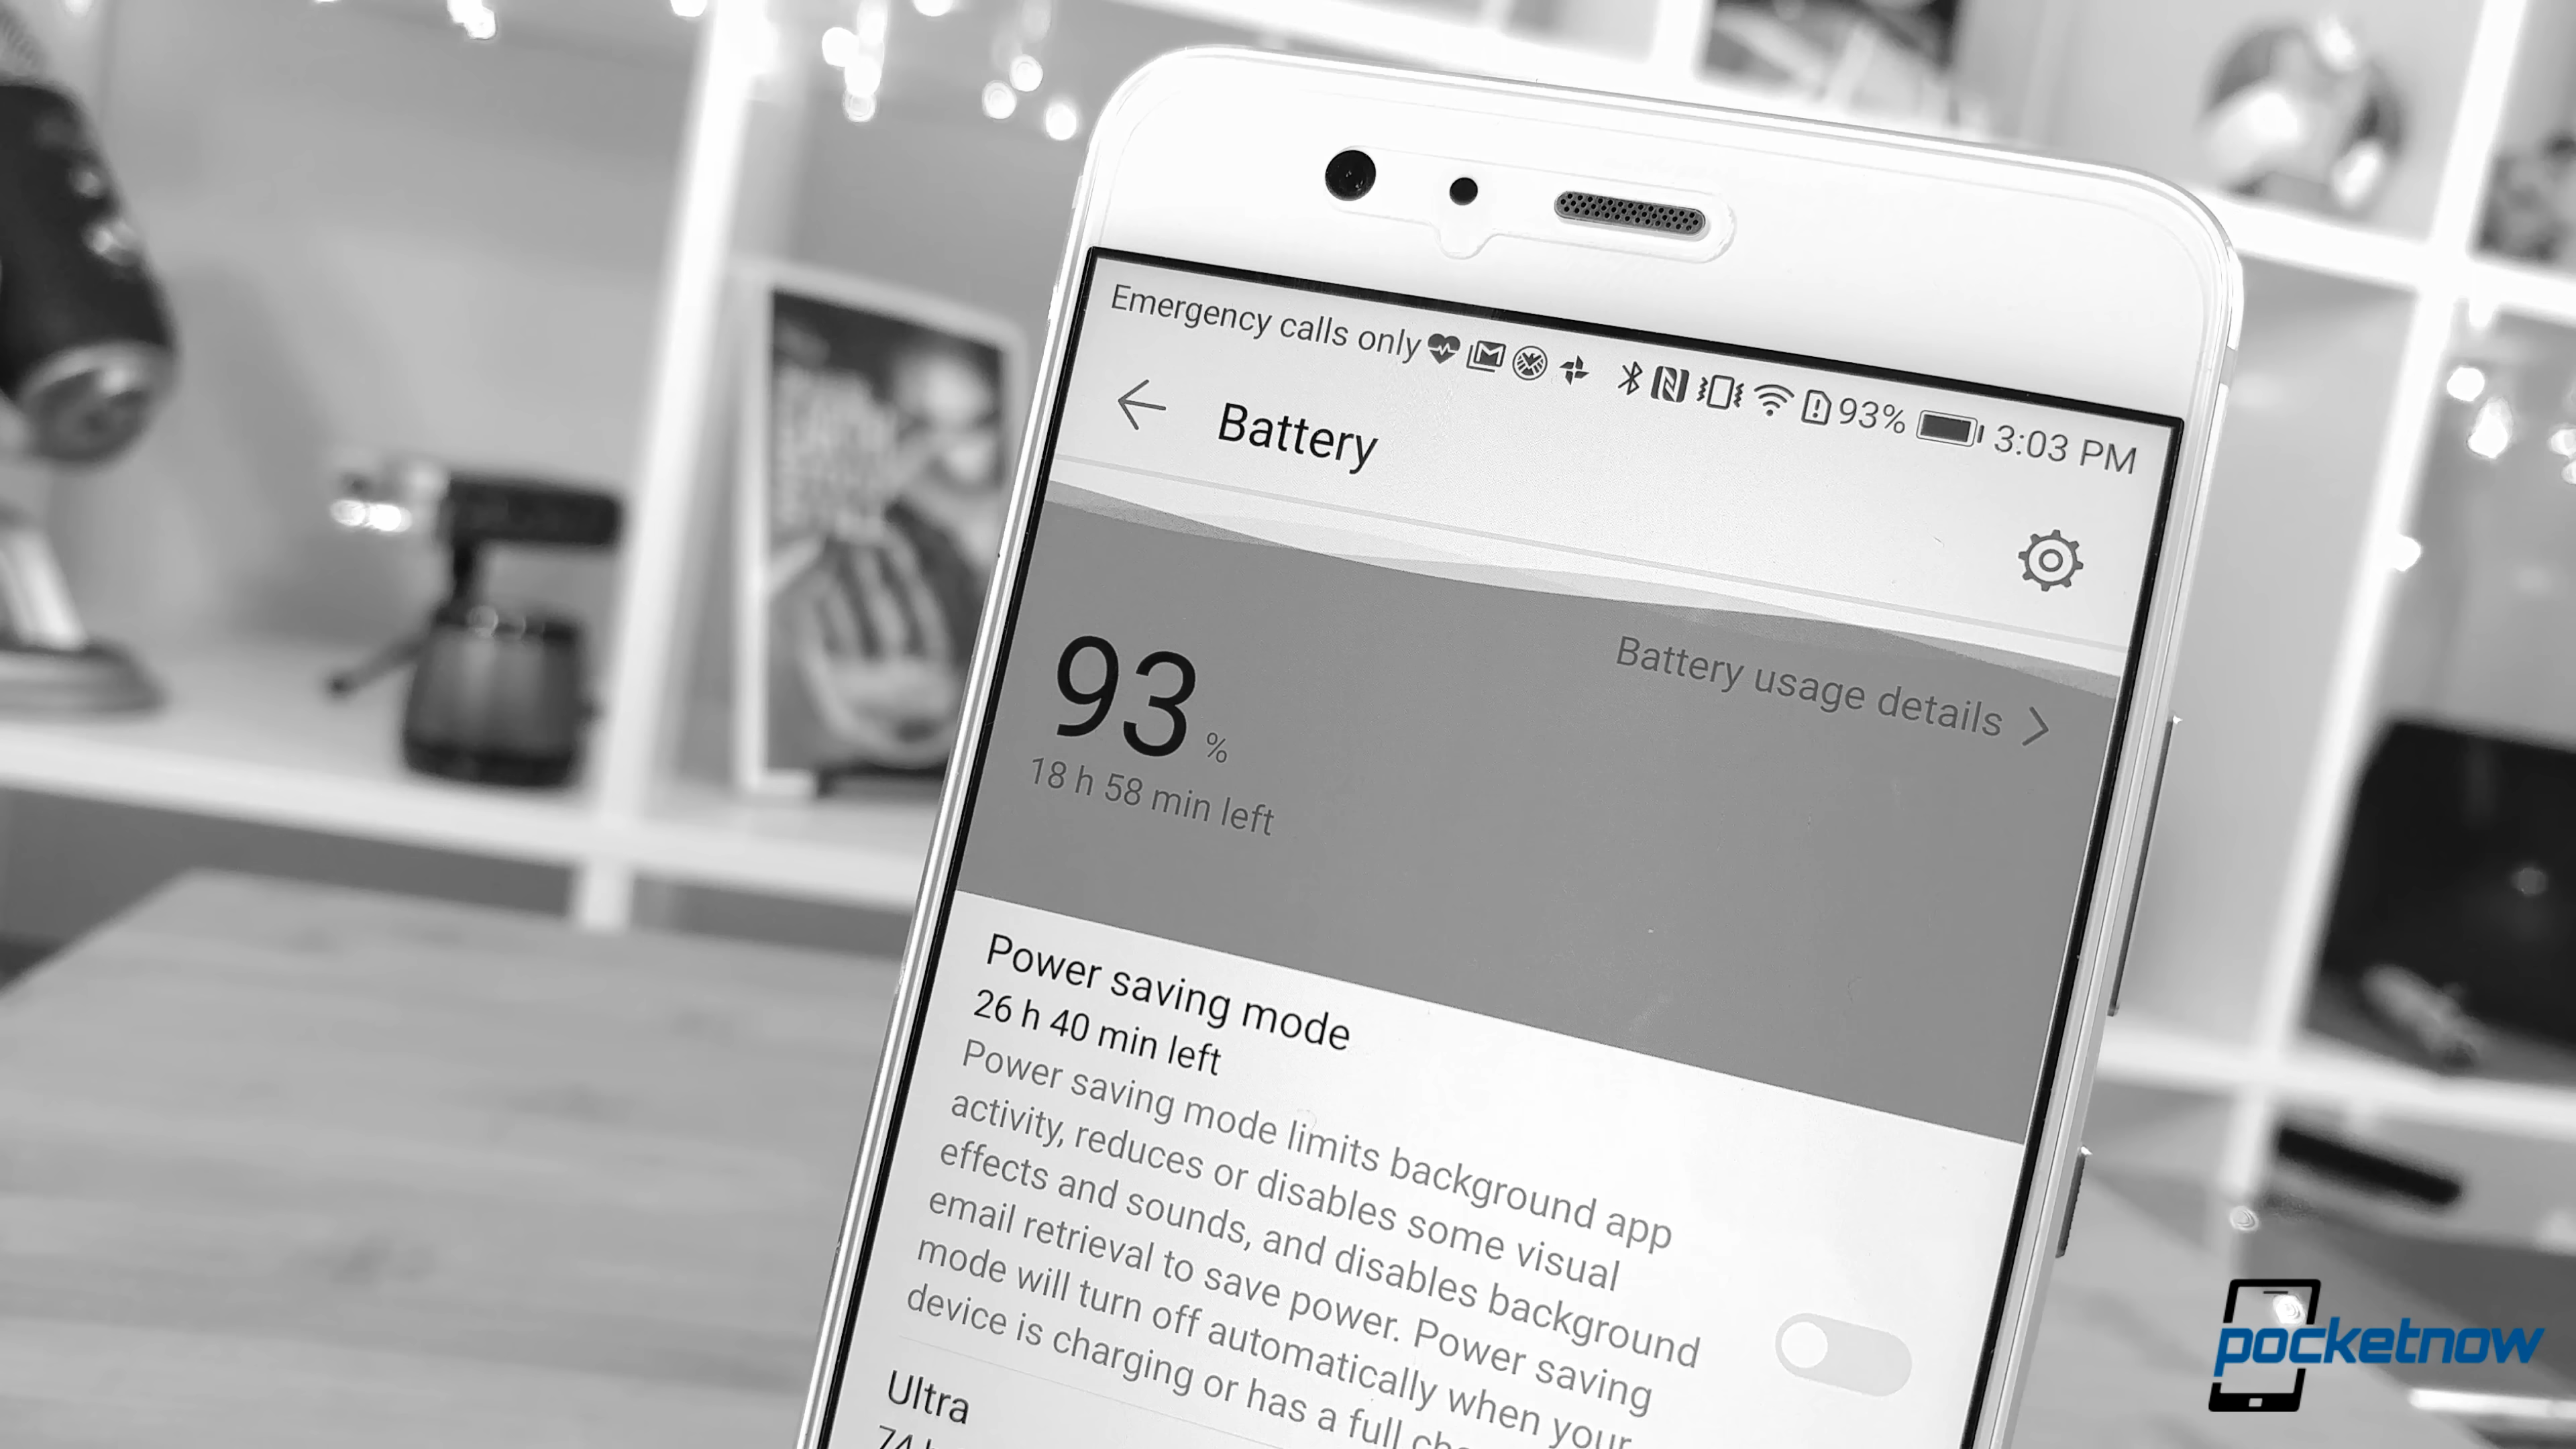 Emergency calls only 93% 3:03 PM
Battery
Battery usage details
93 %
18 h 58 min left
Power saving mode
26 h 40 min left
Power saving mode limits background app
activity, reduces or disables some visual
effects and sounds, and disables background
email retrieval to save power. Power saving
mode will turn off automatically when your
device is charging or has a full
Ultra
74
pocketnow